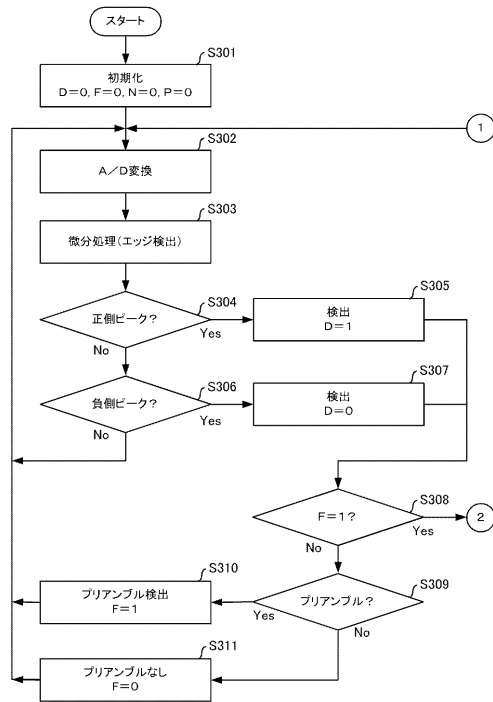 スタート
S301
初期化
D=0, F=0, N=0, P=0
1
S302
A/D変換
S303
微分処理(エッジ検出)
S304
正側ピーク?
Yes
No
S305
検出
D=1
S306
負側ピーク?
Yes
No
S307
検出
D=0
S308
F=1?
Yes
No
2
S309
プリアンブル?
Yes
No
S310
プリアンブル検出
F=1
S311
プリアンブルなし
F=0